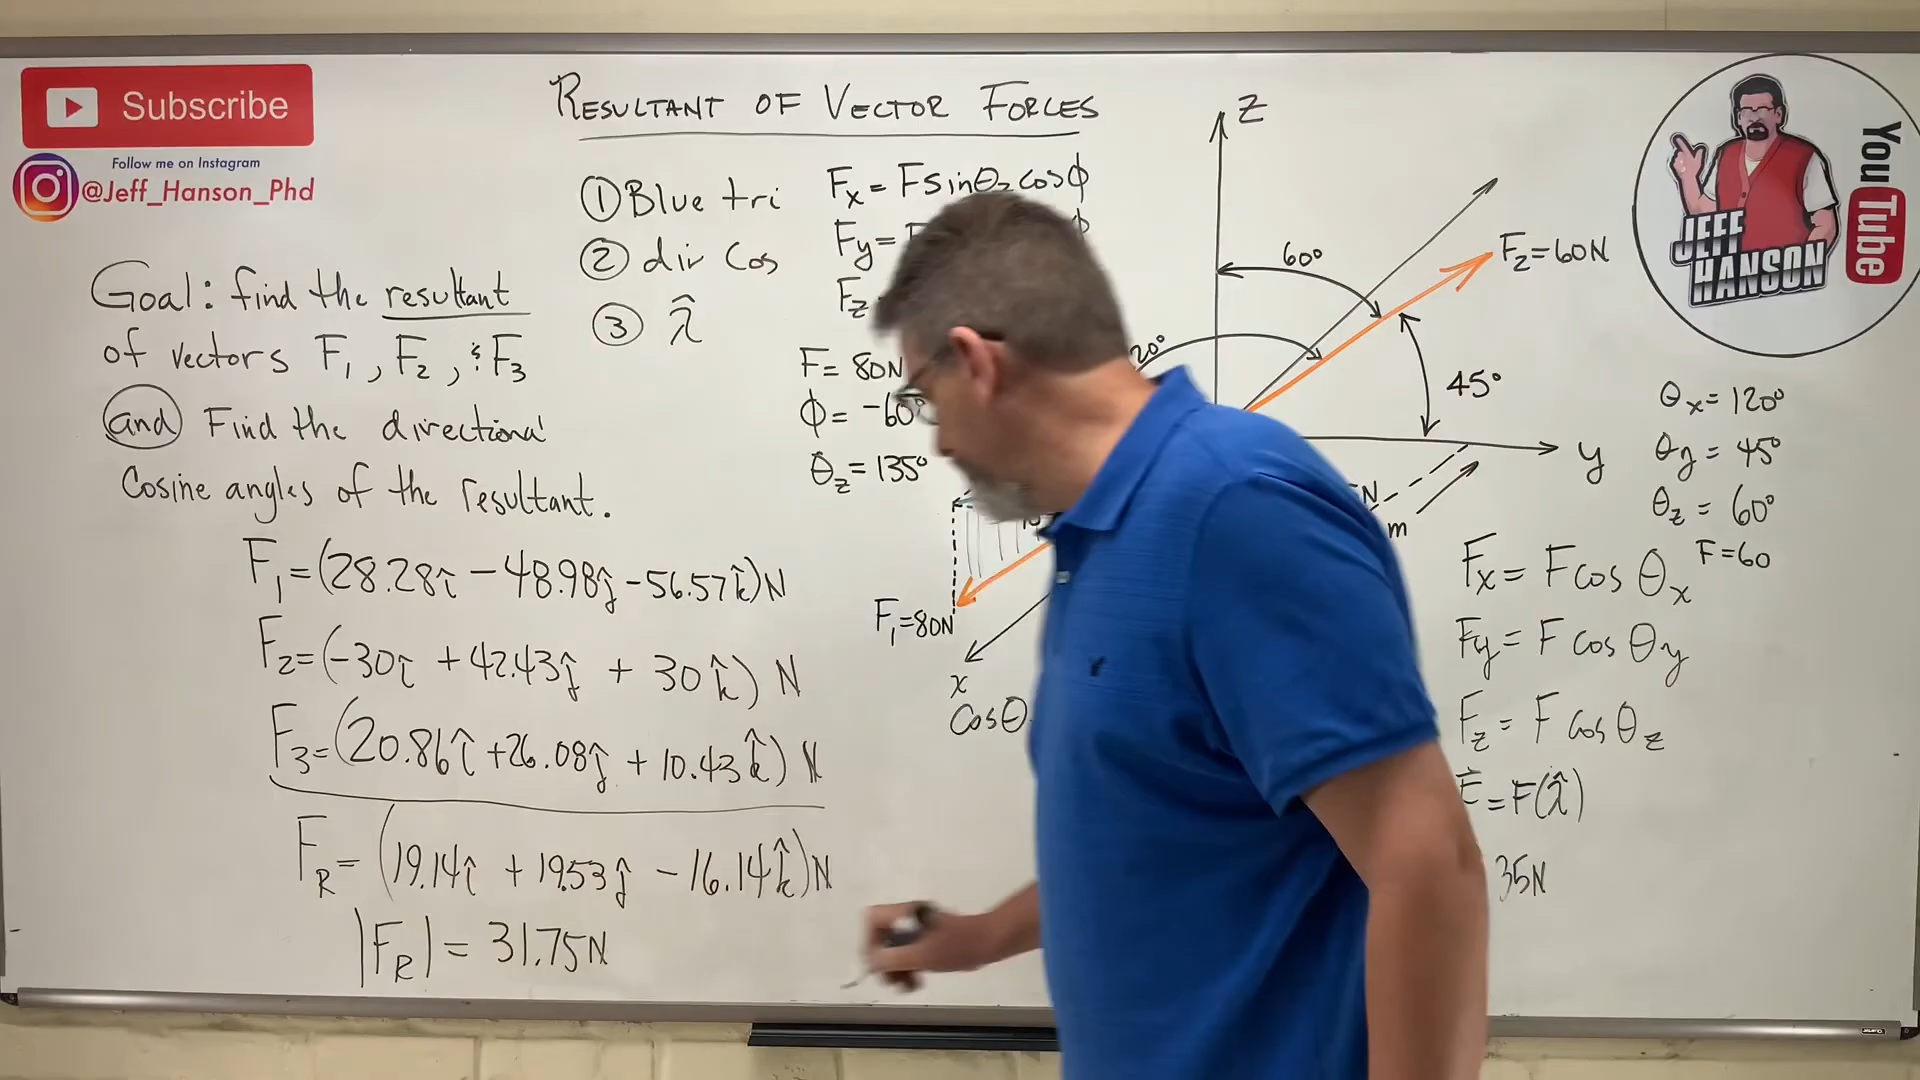 Subscribe
Follow me on Instagram
@Jeff_Hanson_Phd
RESULTANT OF VECTOR FORCES
① Blue tri
② dir Cos
③ λ̂
Fx = F sinθz cosϕ
Fy = F
ϕ
Fz
Goal: find the resultant
of vectors F1, F2, & F3
and Find the directional
Cosine angles of the resultant.
F = 80N
ϕ = -60°
θz = 135°
F1 = (28.28î - 48.98ĵ - 56.57k̂)N
F2 = (-30î + 42.43ĵ + 30k̂) N
F3 = (20.86î + 26.08ĵ + 10.43k̂) N
FR = (19.14î + 19.53ĵ - 16.14k̂)N
|FR| = 31.75N
z
60°
F2=60N
20°
45°
y
N
m
F1=80N
x
Cosθ
θx = 120°
θy = 45°
θz = 60°
F=60
Fx = F cos θx
Fy = F cos θy
Fz = F cos θz
= F(λ̂)
35N
JEFF
HANSON
YouTube